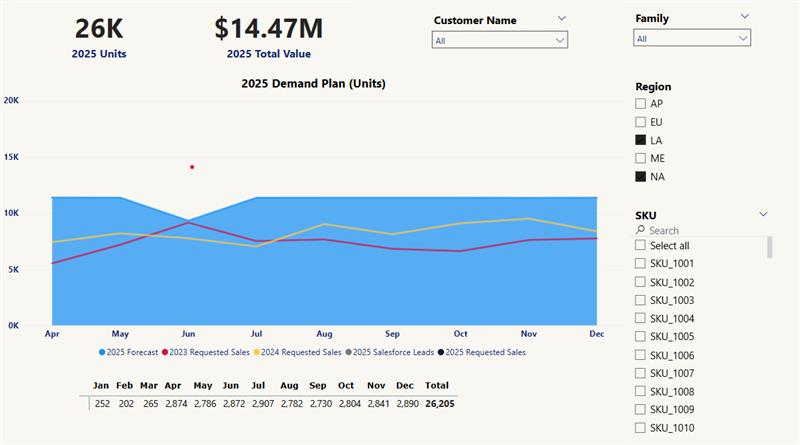 26K
2025 Units
$14.47M
2025 Total Value
Customer Name
All
Family
All
2025 Demand Plan (Units)
20K
15K
10K
5K
0K
Apr May Jun Jul Aug Sep Oct Nov Dec
2025 Forecast 2023 Requested Sales 2024 Requested Sales 2025 Salesforce Leads 2025 Requested Sales
Jan Feb Mar Apr May Jun Jul Aug Sep Oct Nov Dec Total
252 202 265 2,874 2,786 2,872 2,907 2,782 2,730 2,804 2,841 2,890 26,205
Region
AP
EU
LA
ME
NA
SKU
Search
Select all
SKU_1001
SKU_1002
SKU_1003
SKU_1004
SKU_1005
SKU_1006
SKU_1007
SKU_1008
SKU_1009
SKU_1010